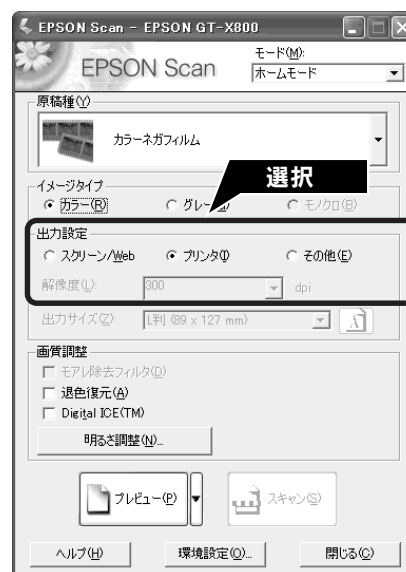 EPSON Scan - EPSON GT-X800
EPSON Scan
モード(M):
ホームモード
原稿種(Y)
カラーネガフィルム
選択
イメージタイプ
カラー(R)
グレー
モノクロ(B)
出力設定
スクリーン/Web
プリンタ(I)
その他(E)
解像度(L):
300
dpi
出力サイズ(Z):
L判 (89 x 127 mm)
画質調整
モアレ除去フィルタ(D)
退色復元(A)
Digital ICE(TM)
明るさ調整(N)...
プレビュー(P)
スキャン(S)
ヘルプ(H)
環境設定(O)...
閉じる(C)